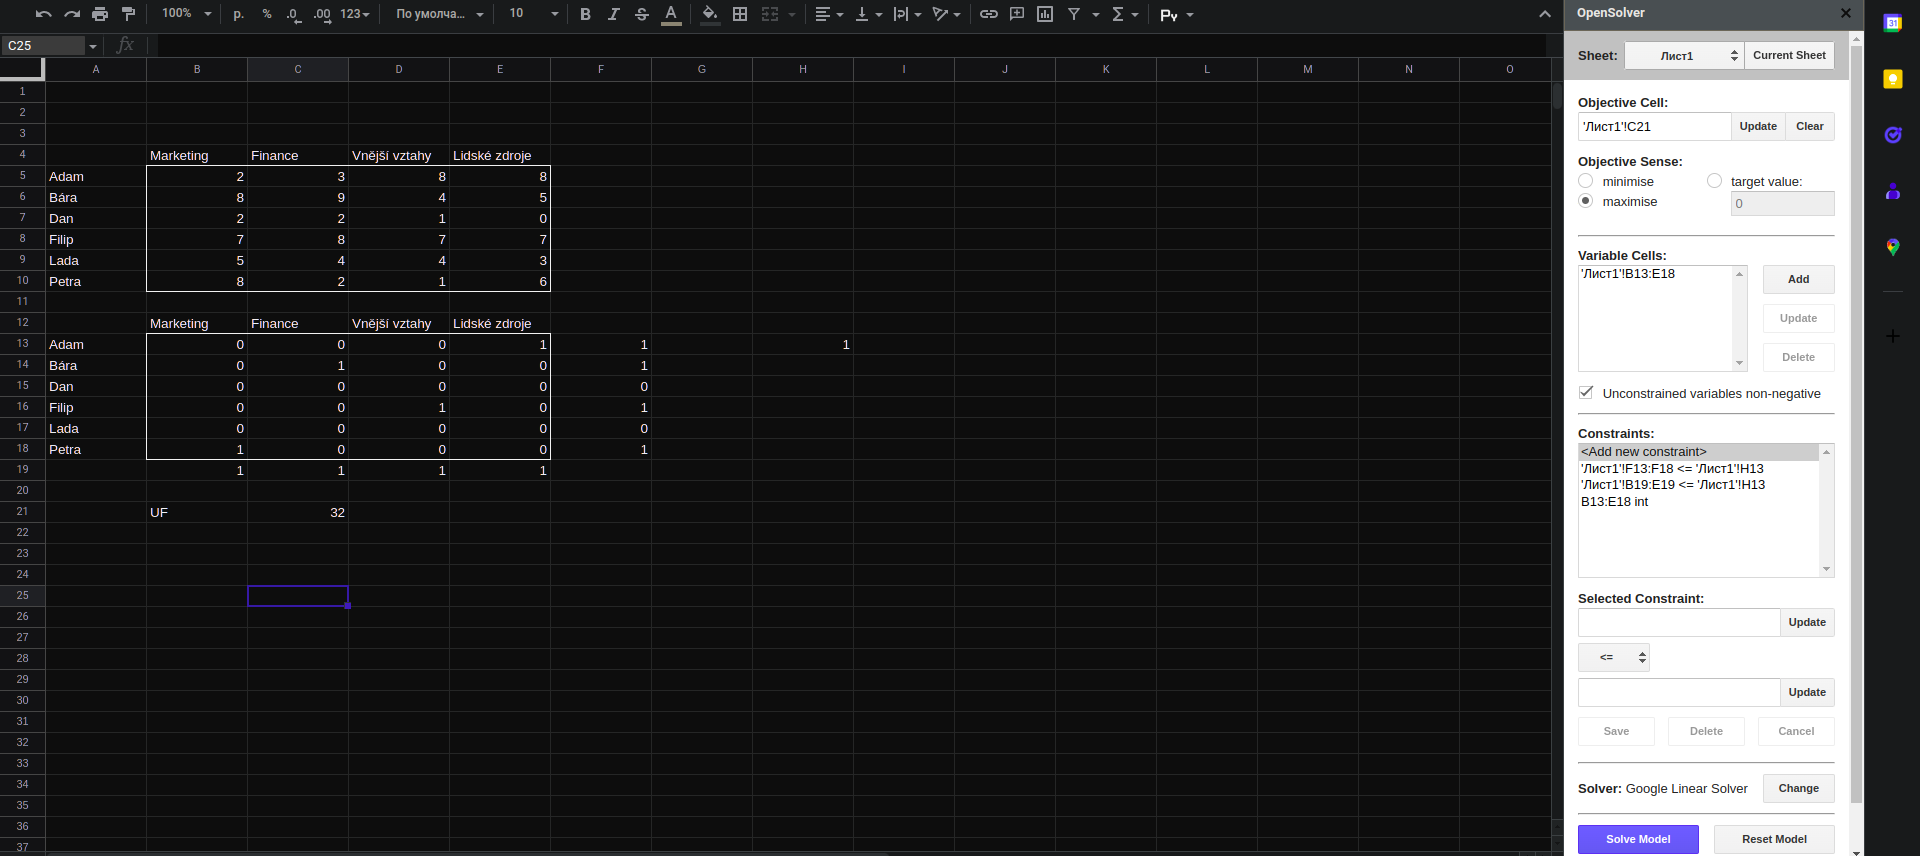 100% р. % .0 .00 123 По умолча... 10 B I S A Σ Py
C25 fx
A B C D E F G H I J K L M N O
1
2
3
4 Marketing Finance Vnější vztahy Lidské zdroje
5 Adam 2 3 8 8
6 Bára 8 9 4 5
7 Dan 2 2 1 0
8 Filip 7 8 7 7
9 Lada 5 4 4 3
10 Petra 8 2 1 6
11
12 Marketing Finance Vnější vztahy Lidské zdroje
13 Adam 0 0 0 1 1 1
14 Bára 0 1 0 0 1
15 Dan 0 0 0 0 0
16 Filip 0 0 1 0 1
17 Lada 0 0 0 0 0
18 Petra 1 0 0 0 1
19 1 1 1 1
20
21 UF 32
22
23
24
25
26
27
28
29
30
31
32
33
34
35
36
37
OpenSolver
Sheet: Лист1 Current Sheet
Objective Cell:
'Лист1'!C21 Update Clear
Objective Sense:
minimise target value:
maximise 0
Variable Cells:
'Лист1'!B13:E18 Add
Update
Delete
Unconstrained variables non-negative
Constraints:
<Add new constraint>
'Лист1'!F13:F18 <= 'Лист1'!H13
'Лист1'!B19:E19 <= 'Лист1'!H13
B13:E18 int
Selected Constraint:
Update
<=
Update
Save Delete Cancel
Solver: Google Linear Solver Change
Solve Model Reset Model
31